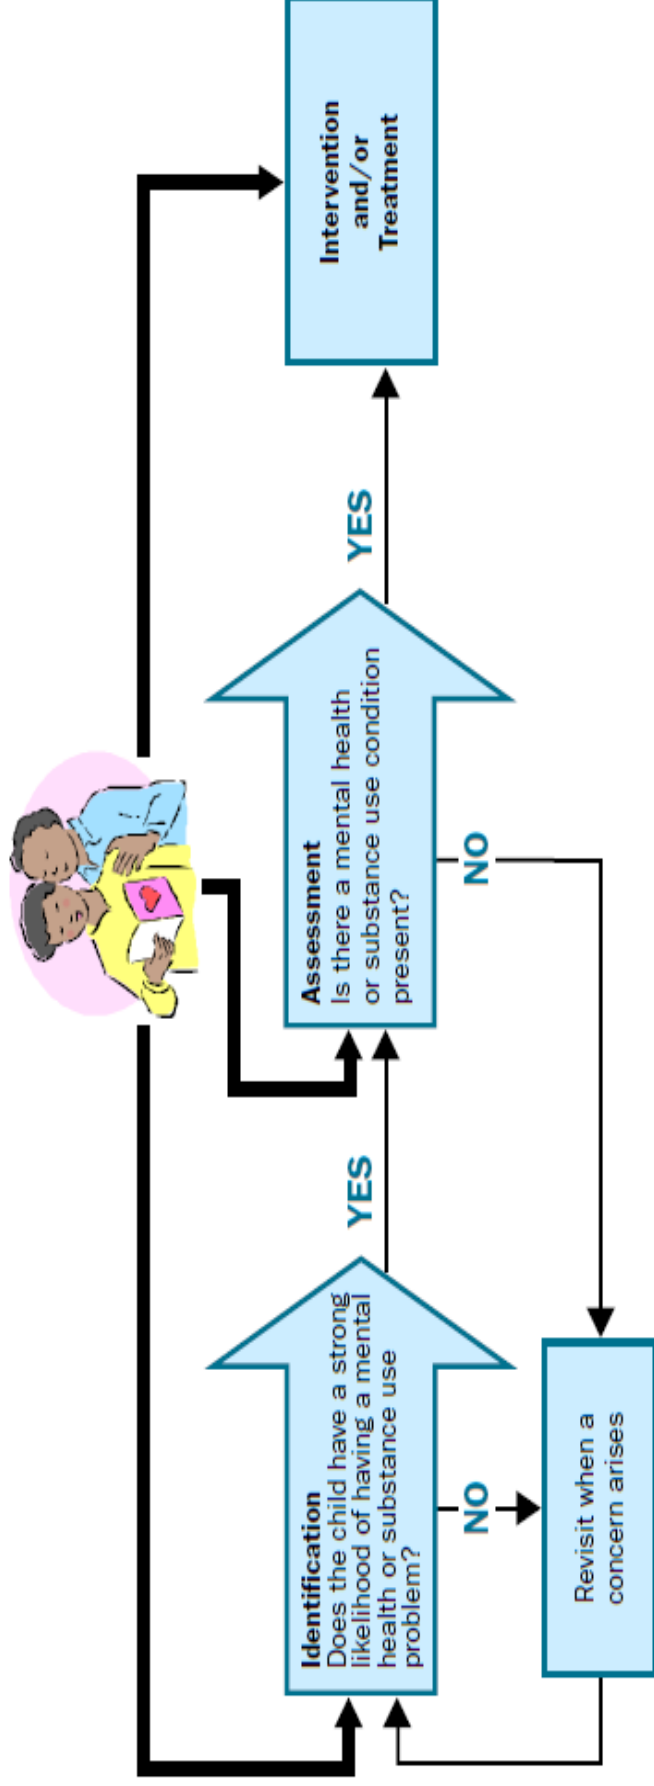 Identification
Does the child have a strong
likelihood of having a mental
health or substance use
problem?
YES
NO
Revisit when a
concern arises
Assessment
Is there a mental health
or substance use condition
present?
YES
NO
Intervention
and/or
Treatment